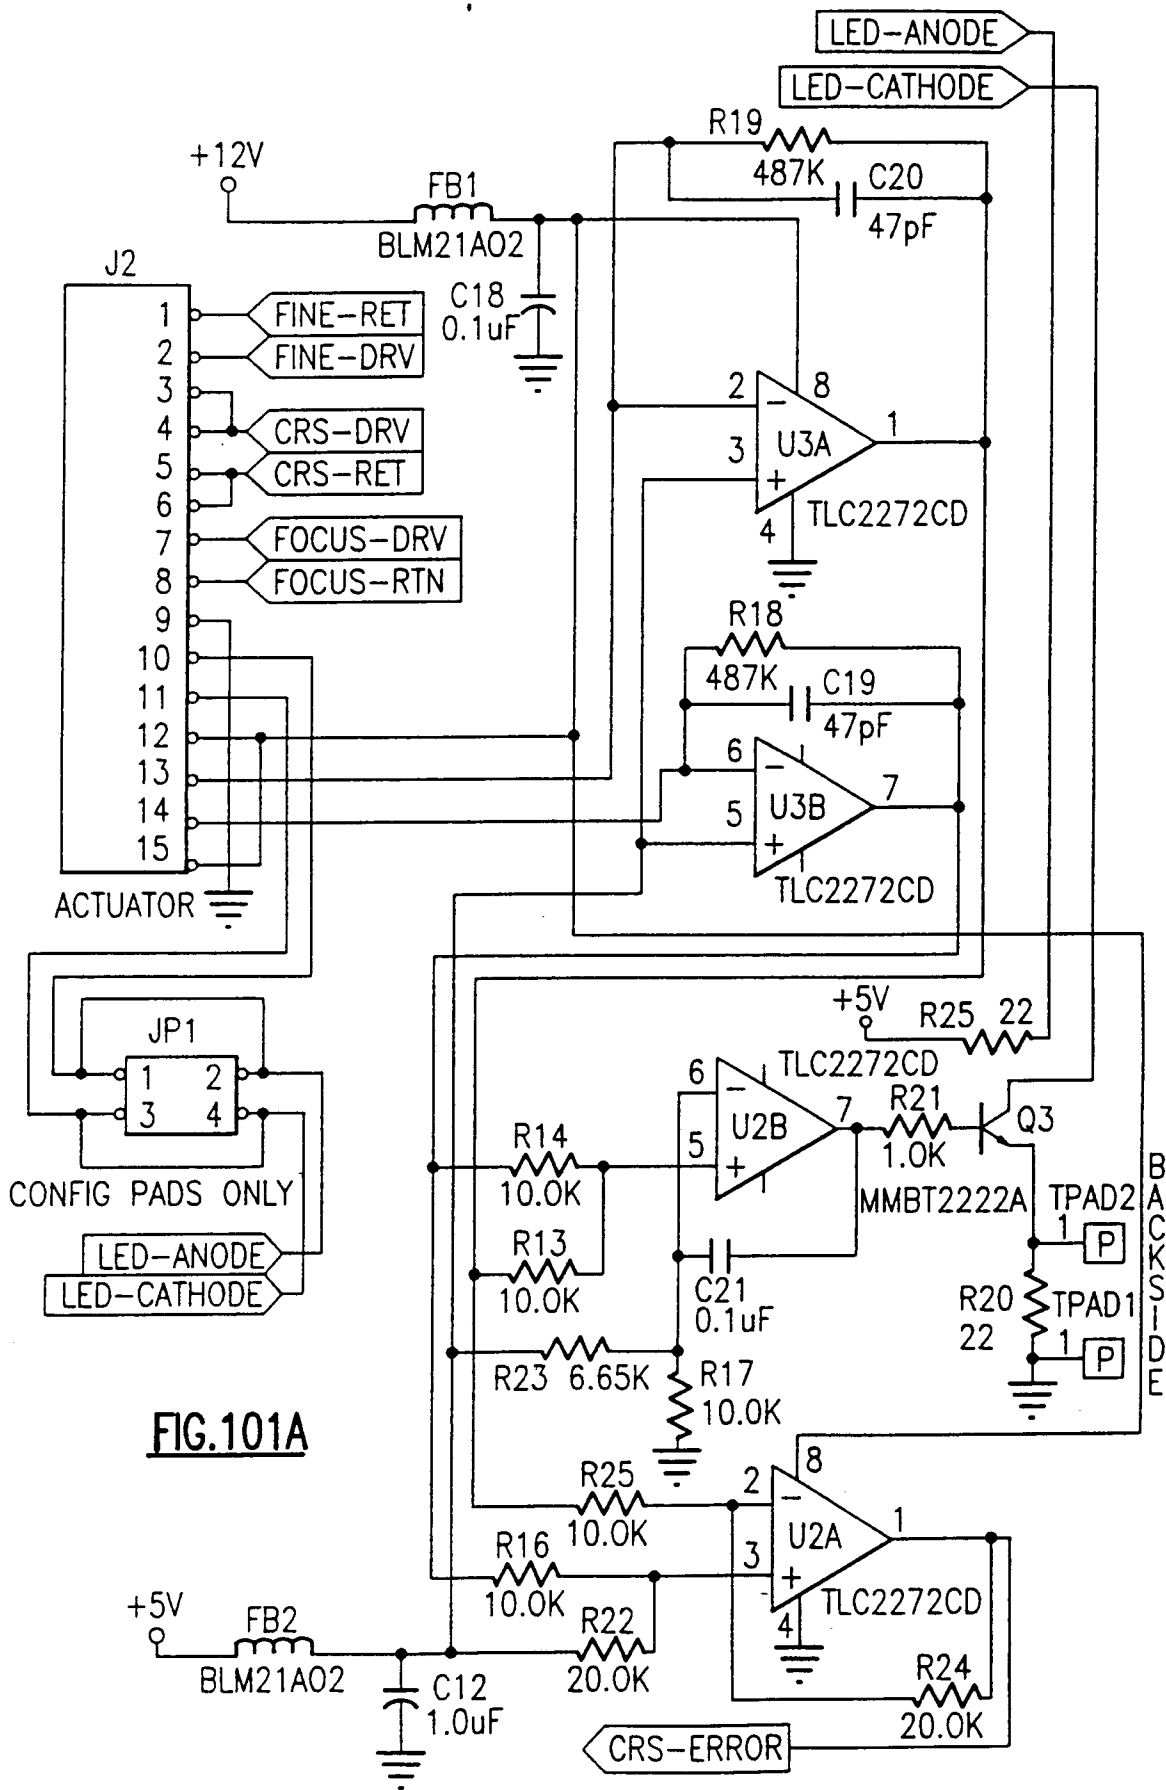 LED-ANODE
LED-CATHODE
R19
487K
C20
47pF
+12V
FB1
BLM21A02
C18
0.1uF
J2
1
FINE-RET
2
FINE-DRV
3
4
CRS-DRV
5
CRS-RET
6
7
FOCUS-DRV
8
FOCUS-RTN
9
10
11
12
13
14
15
ACTUATOR
2
8
-
U3A
1
3
+
4
TLC2272CD
R18
487K
C19
47pF
6
-
U3B
7
5
+
TLC2272CD
JP1
1
2
3
4
CONFIG PADS ONLY
LED-ANODE
LED-CATHODE
+5V
R25 22
TLC2272CD
6
-
U2B
7
5
+
R21
1.0K
Q3
MMBT2222A
R14
10.0K
R13
10.0K
C21
0.1uF
TPAD2
1
P
R20
22
TPAD1
1
P
BACKSIDE
R23 6.65K
R17
10.0K
FIG.101A
R25
10.0K
2
8
-
U2A
1
R16
10.0K
3
+
4
TLC2272CD
R22
20.0K
+5V
FB2
BLM21A02
C12
1.0uF
R24
20.0K
CRS-ERROR